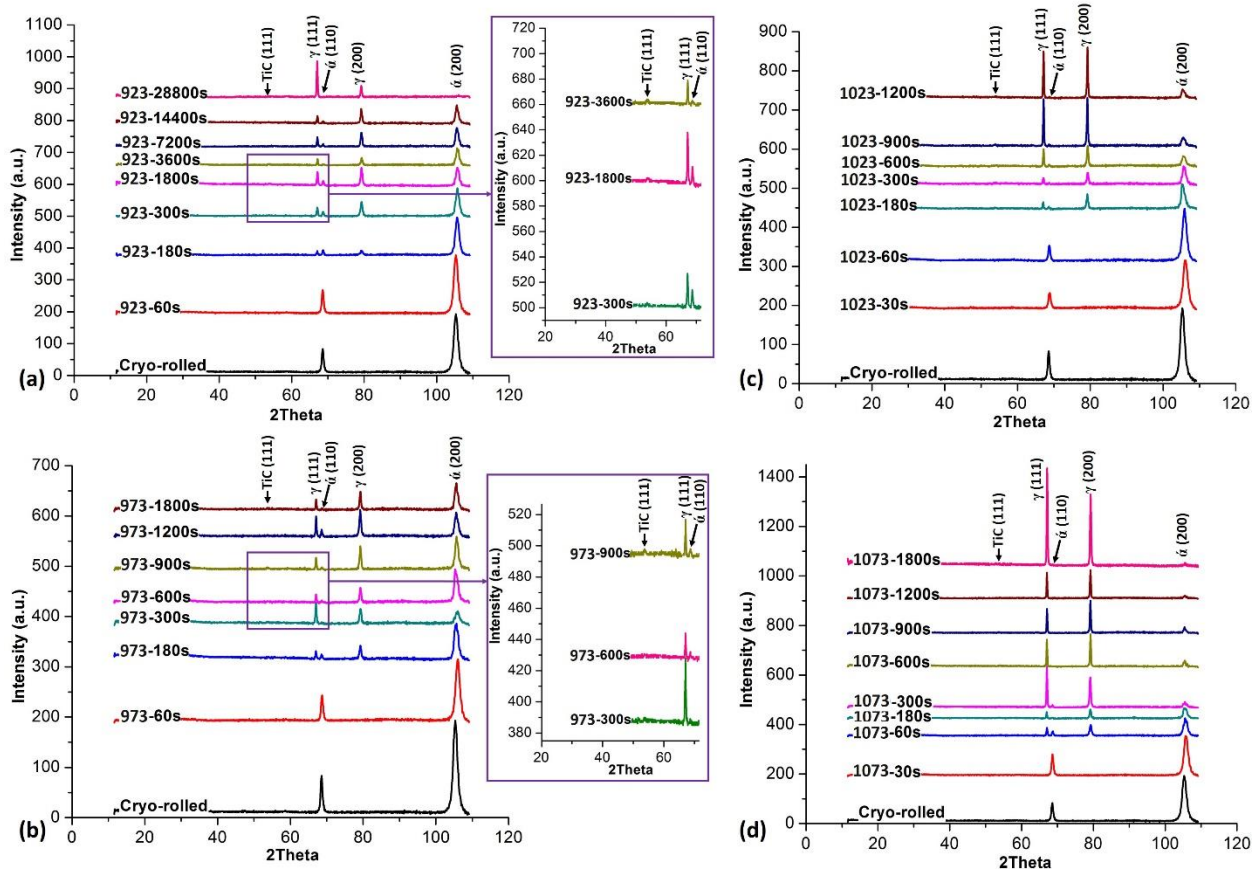 1100
1000
900
800
700
600
500
400
300
200
100
0
Intensity (a.u.)
TiC (111)
γ (111)
ά (110)
γ (200)
ά (200)
923-28800s
923-14400s
923-7200s
923-3600s
923-1800s
923-300s
923-180s
923-60s
Cryo-rolled
(a)
0 20 40 60 80 100 120
2Theta
720
700
680
660
640
620
600
580
560
540
520
500
Intensity (a.u.)
TiC (111)
γ (111)
ά (110)
923-3600s
923-1800s
923-300s
20 40 60
2Theta
900
800
700
600
500
400
300
200
100
0
Intensity (a.u.)
TiC (111)
γ (111)
ά (110)
γ (200)
ά (200)
1023-1200s
1023-900s
1023-600s
1023-300s
1023-180s
1023-60s
1023-30s
Cryo-rolled
(c)
0 20 40 60 80 100 120
2Theta
700
600
500
400
300
200
100
0
Intensity (a.u.)
TiC (111)
γ (111)
ά (110)
γ (200)
ά (200)
973-1800s
973-1200s
973-900s
973-600s
973-300s
973-180s
973-60s
Cryo-rolled
(b)
0 20 40 60 80 100 120
2Theta
520
500
480
460
440
420
400
380
Intensity (a.u.)
TiC (111)
γ (111)
ά (110)
973-900s
973-600s
973-300s
20 40 60
2Theta
1400
1200
1000
800
600
400
200
0
Intensity (a.u.)
TiC (111)
γ (111)
ά (110)
γ (200)
ά (200)
1073-1800s
1073-1200s
1073-900s
1073-600s
1073-300s
1073-180s
1073-60s
1073-30s
Cryo-rolled
(d)
0 20 40 60 80 100 120
2Theta